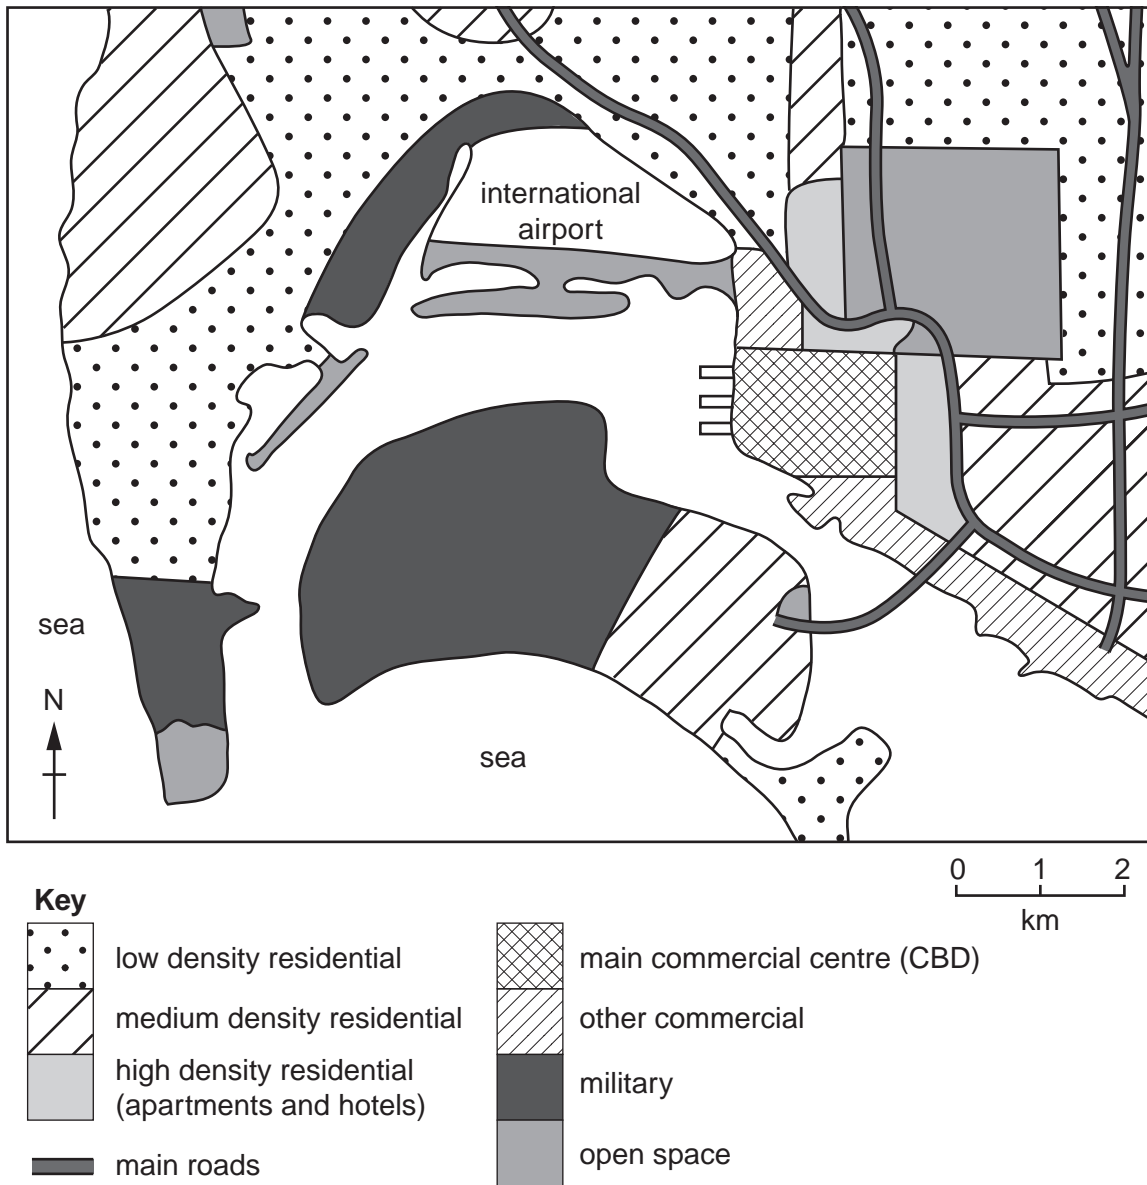 international
airport
sea
N
sea
0 1 2
km
Key
low density residential
medium density residential
high density residential
(apartments and hotels)
main roads
main commercial centre (CBD)
other commercial
military
open space